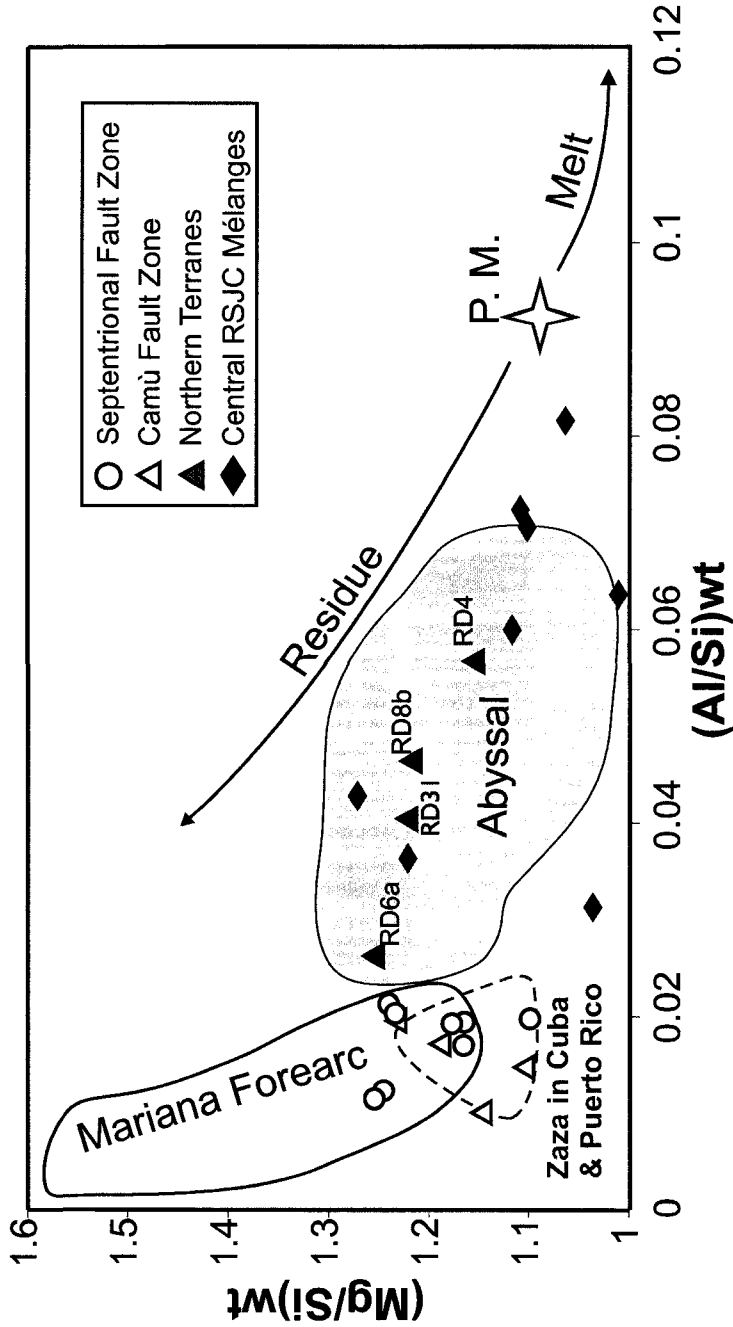 1.6
1.5
1.4
1.3
1.2
1.1
1
(Mg/Si)wt
Septentrional Fault Zone
Camù Fault Zone
Northern Terranes
Central RSJC Mélanges
Mariana Forearc
Residue
P. M.
Melt
RD6a
RD31
RD8b
RD4
Abyssal
Zaza in Cuba
& Puerto Rico
0
0.02
0.04
0.06
0.08
0.1
0.12
(Al/Si)wt